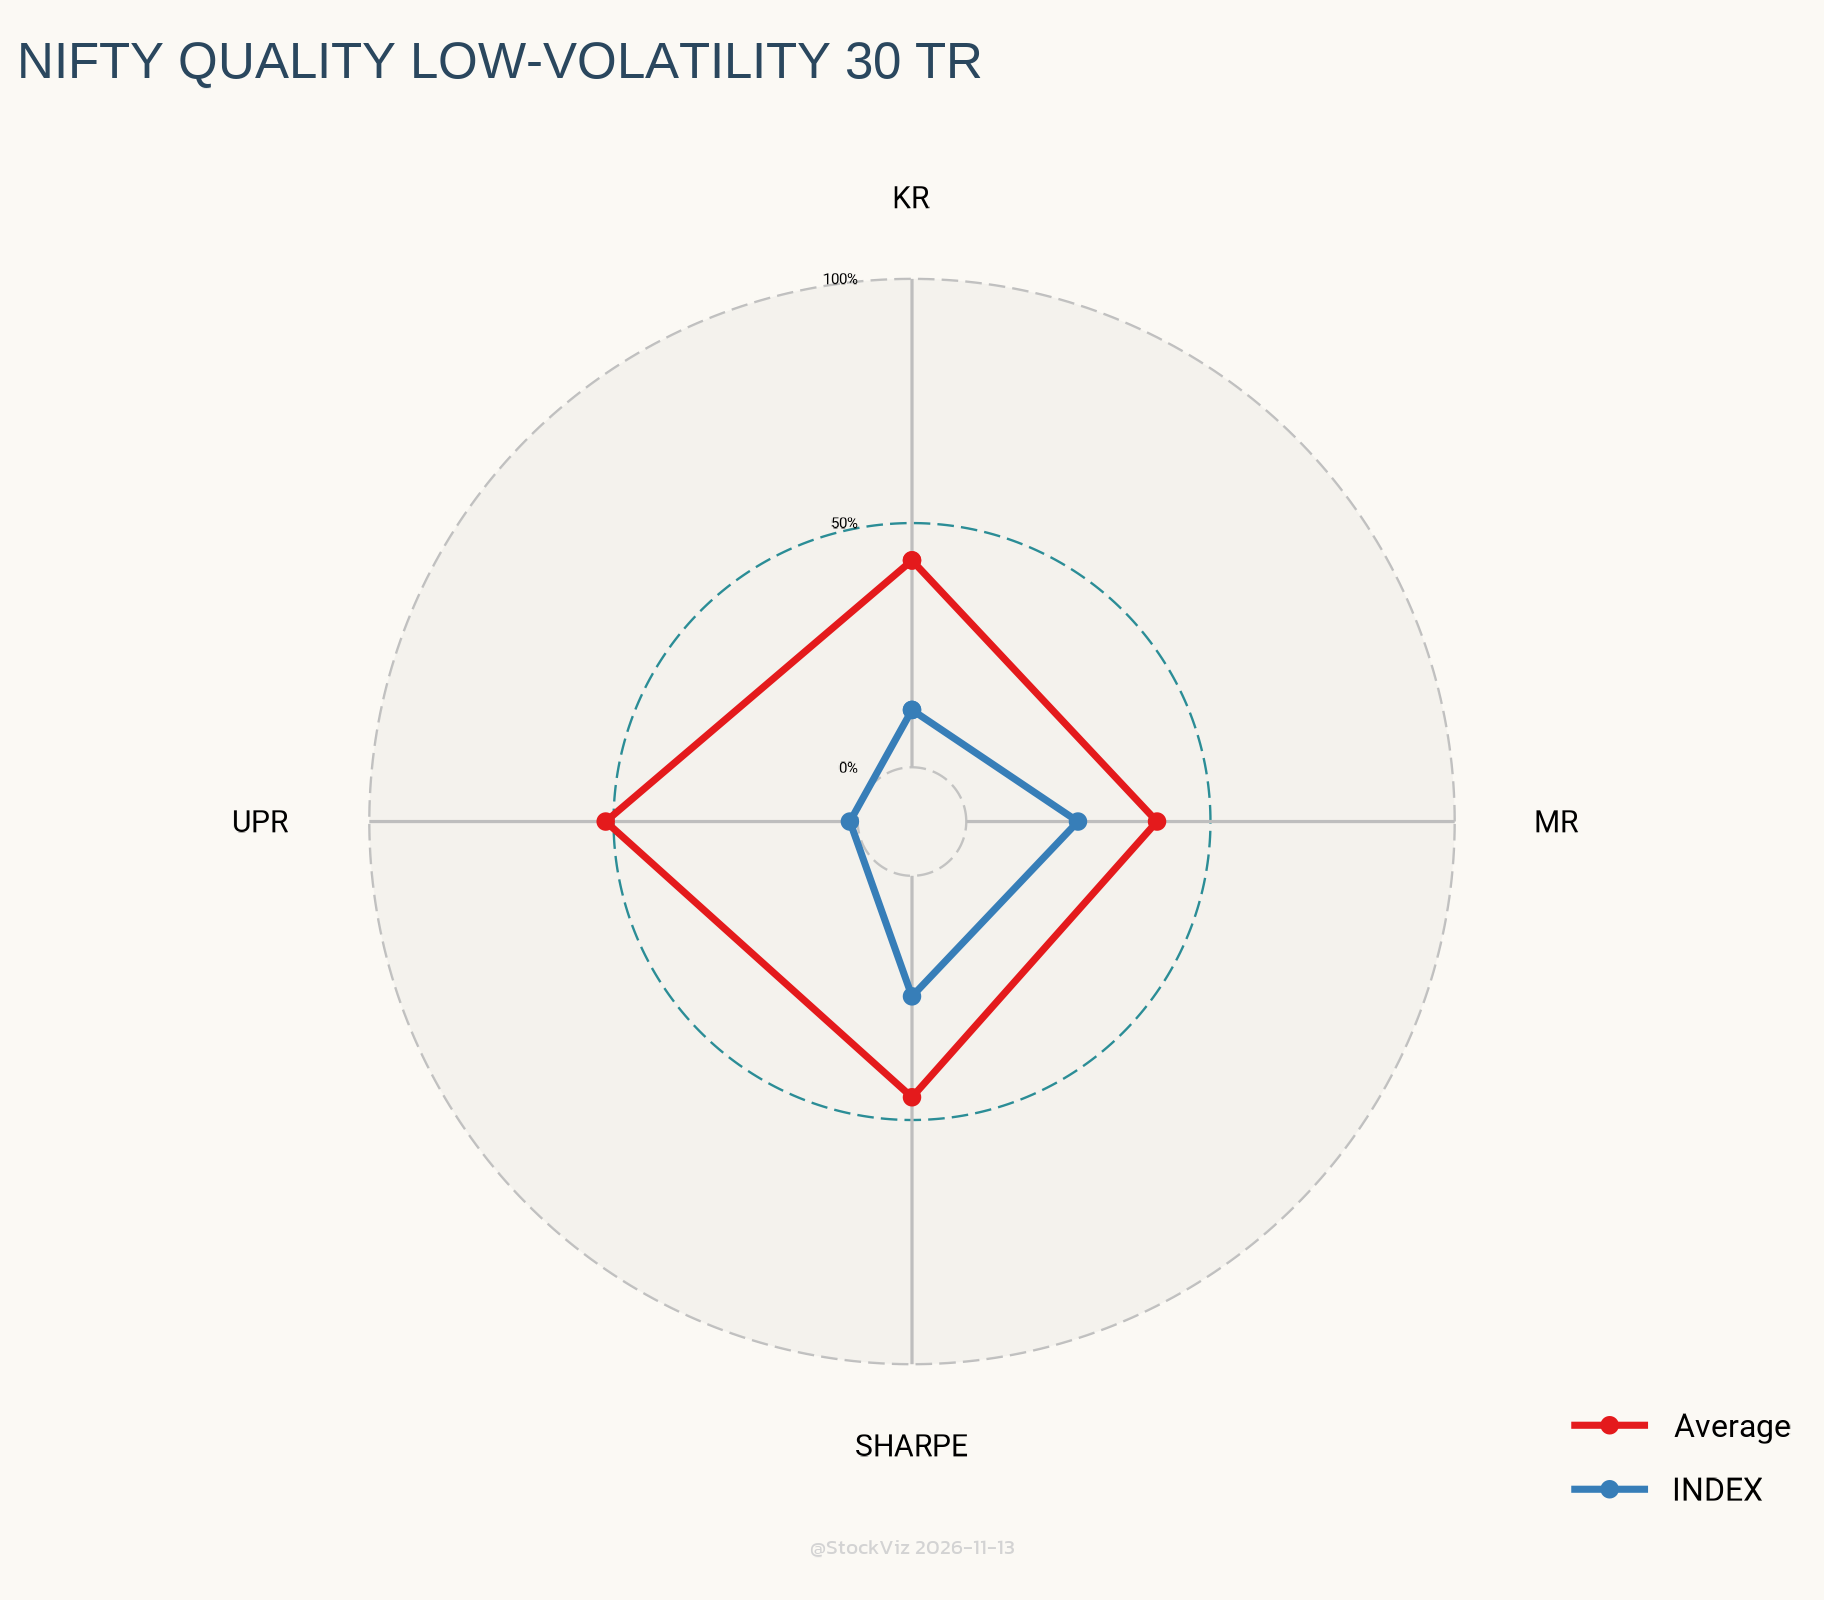 NIFTY QUALITY LOW-VOLATILITY 30 TR
KR
100%
50%
0%
UPR
MR
SHARPE
Average
INDEX
@StockViz 2026-11-13